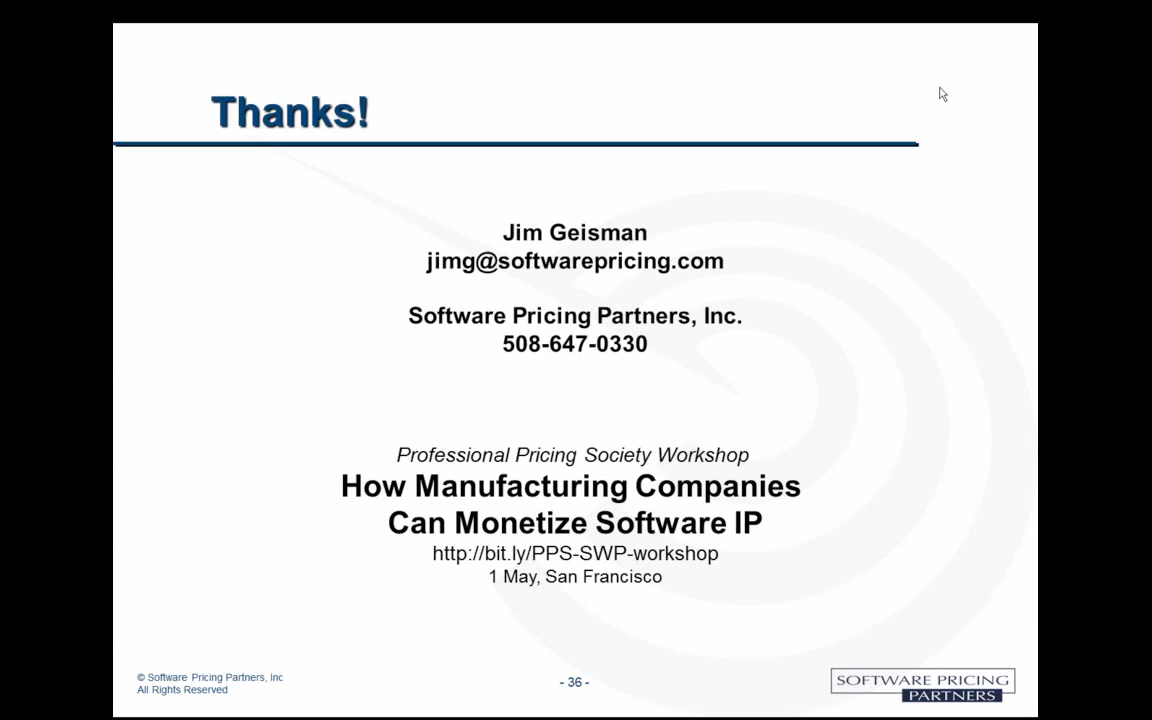 Thanks!
Jim Geisman
jimg@softwarepricing.com
Software Pricing Partners, Inc.
508-647-0330
Professional Pricing Society Workshop
How Manufacturing Companies
Can Monetize Software IP
http://bit.ly/PPS-SWP-workshop
1 May, San Francisco
© Software Pricing Partners, Inc
All Rights Reserved
- 36 -
SOFTWARE PRICING
PARTNERS